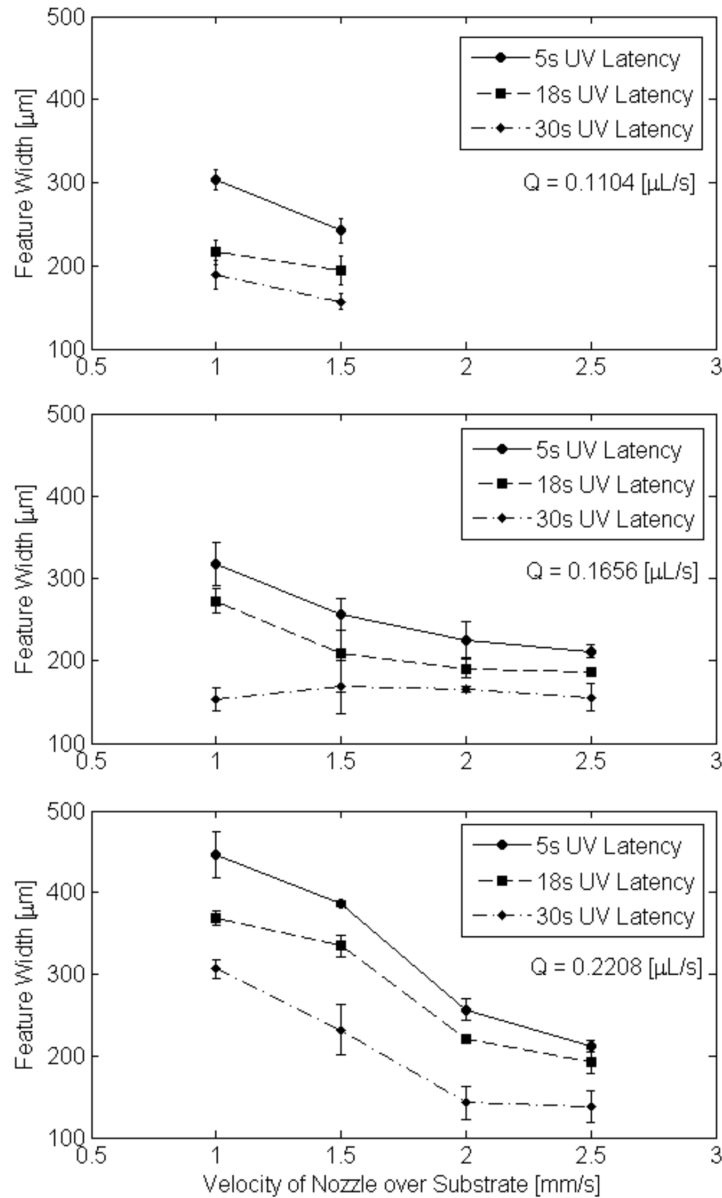 500
400
300
200
100
Feature Width [μm]
5s UV Latency
18s UV Latency
30s UV Latency
Q = 0.1104 [μL/s]
0.5 1 1.5 2 2.5 3
500
400
300
200
100
Feature Width [μm]
5s UV Latency
18s UV Latency
30s UV Latency
Q = 0.1656 [μL/s]
0.5 1 1.5 2 2.5 3
500
400
300
200
100
Feature Width [μm]
5s UV Latency
18s UV Latency
30s UV Latency
Q = 0.2208 [μL/s]
0.5 1 1.5 2 2.5 3
Velocity of Nozzle over Substrate [mm/s]